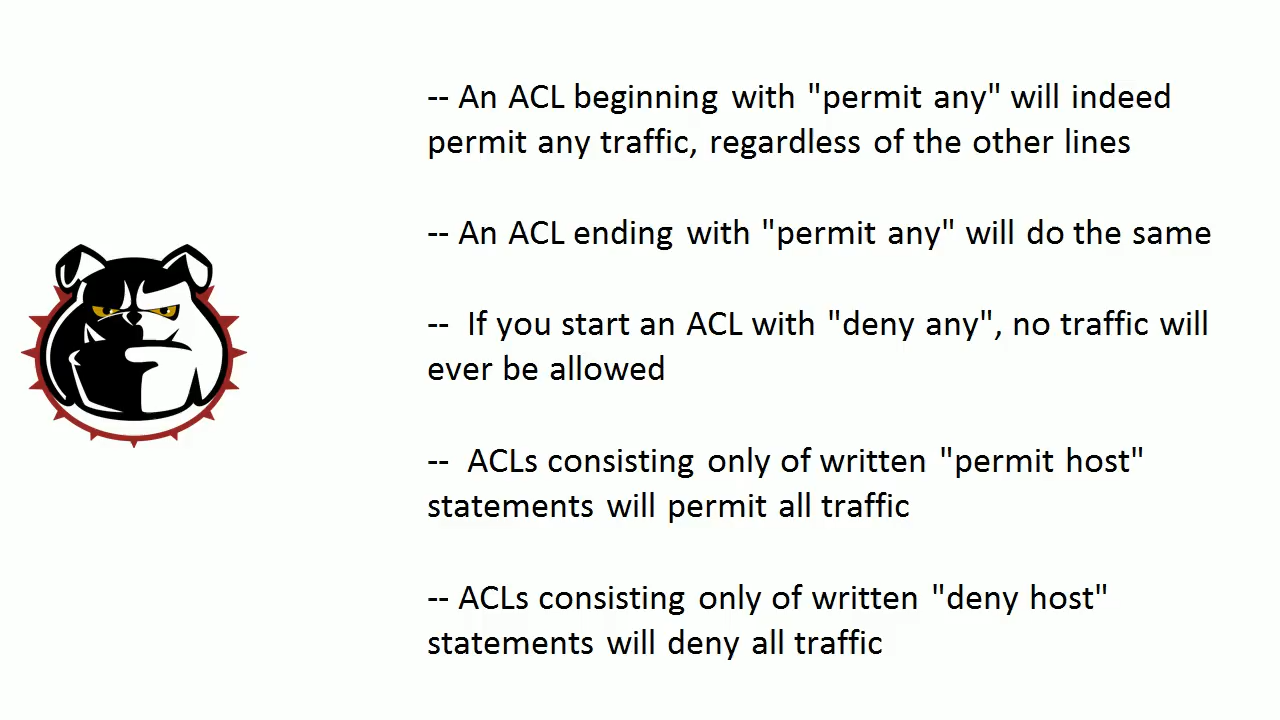 -- An ACL beginning with "permit any" will indeed
permit any traffic, regardless of the other lines
-- An ACL ending with "permit any" will do the same
--  If you start an ACL with "deny any", no traffic will
ever be allowed
--  ACLs consisting only of written "permit host"
statements will permit all traffic
-- ACLs consisting only of written "deny host"
statements will deny all traffic